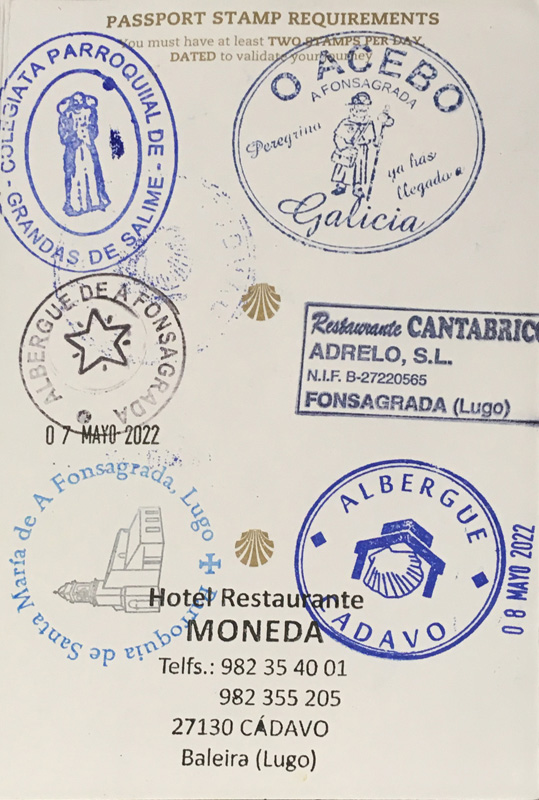 PASSPORT STAMP REQUIREMENTS
You must have at least TWO STAMPS PER DAY,
DATED to validate your journey
- COLEGIATA PARROQUIAL DE -
GRANDAS DE SALIME
O ACEBO
A FONSAGRADA
Peregrino
ya has
llegado a
Galicia
ALBERGUE DE A FONSAGRADA
07 MAYO 2022
Restaurante CANTABRICO
ADRELO, S.L.
N.I.F. B-27220565
FONSAGRADA (Lugo)
Parroquia de Santa María de A Fonsagrada, Lugo
ALBERGUE
CADAVO
08 MAYO 2022
Hotel Restaurante
MONEDA
Telfs.: 982 35 40 01
982 355 205
27130 CÁDAVO
Baleira (Lugo)